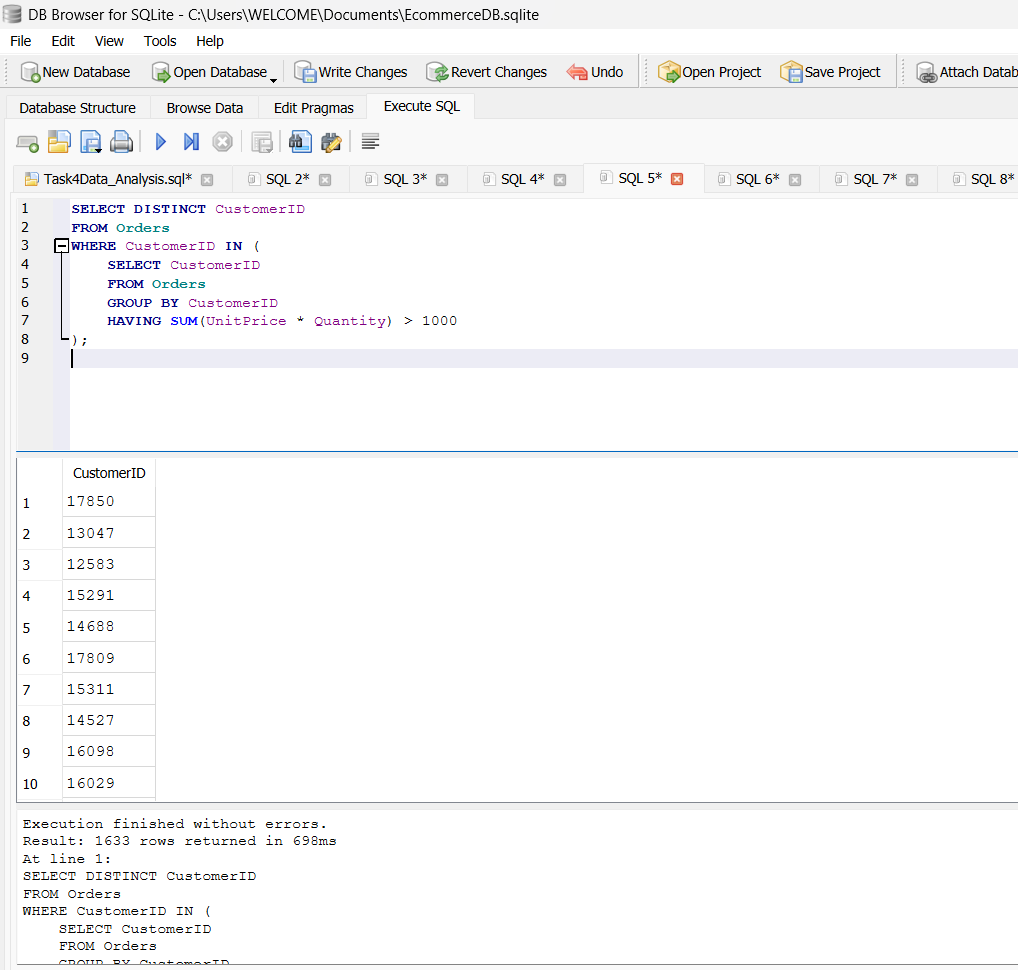 DB Browser for SQLite - C:\Users\WELCOME\Documents\EcommerceDB.sqlite
File Edit View Tools Help
New Database Open Database Write Changes Revert Changes Undo Open Project Save Project Attach Datab
Database Structure Browse Data Edit Pragmas Execute SQL
Task4Data_Analysis.sql* SQL 2* SQL 3* SQL 4* SQL 5* SQL 6* SQL 7* SQL 8*
1 SELECT DISTINCT CustomerID
2 FROM Orders
3 WHERE CustomerID IN (
4 SELECT CustomerID
5 FROM Orders
6 GROUP BY CustomerID
7 HAVING SUM(UnitPrice * Quantity) > 1000
8 );
9
CustomerID
1 17850
2 13047
3 12583
4 15291
5 14688
6 17809
7 15311
8 14527
9 16098
10 16029
Execution finished without errors.
Result: 1633 rows returned in 698ms
At line 1:
SELECT DISTINCT CustomerID
FROM Orders
WHERE CustomerID IN (
SELECT CustomerID
FROM Orders
GROUP BY CustomerID